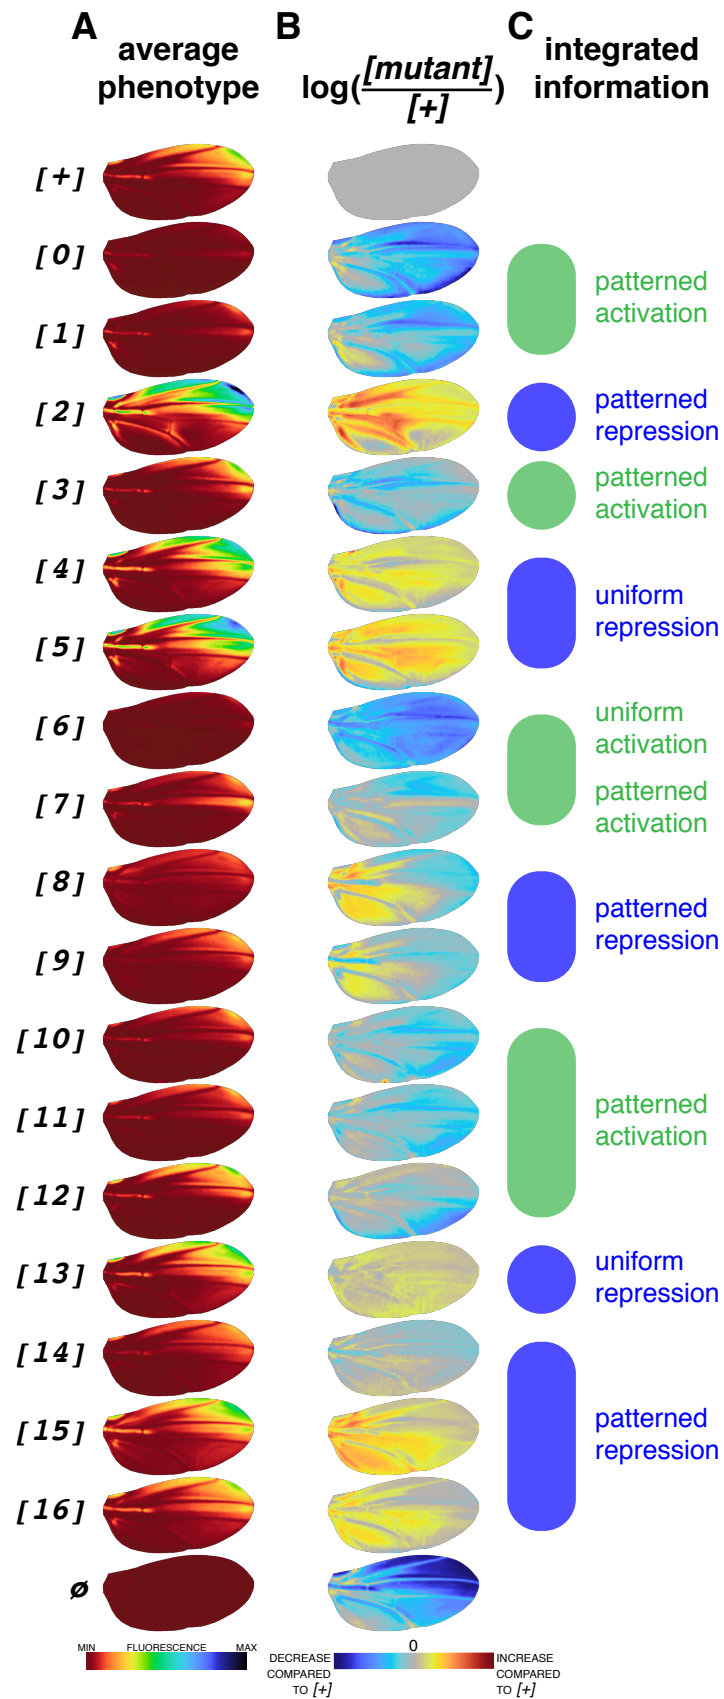 A
average
phenotype
B
log([mutant]/[+])
C
integrated
information
[+]
[0]
patterned
activation
[1]
[2]
patterned
repression
[3]
patterned
activation
[4]
uniform
repression
[5]
[6]
uniform
activation
[7]
patterned
activation
[8]
patterned
repression
[9]
[10]
[11]
patterned
activation
[12]
[13]
uniform
repression
[14]
[15]
patterned
repression
[16]
ø
MIN FLUORESCENCE MAX
0
DECREASE
COMPARED
TO [+]
INCREASE
COMPARED
TO [+]